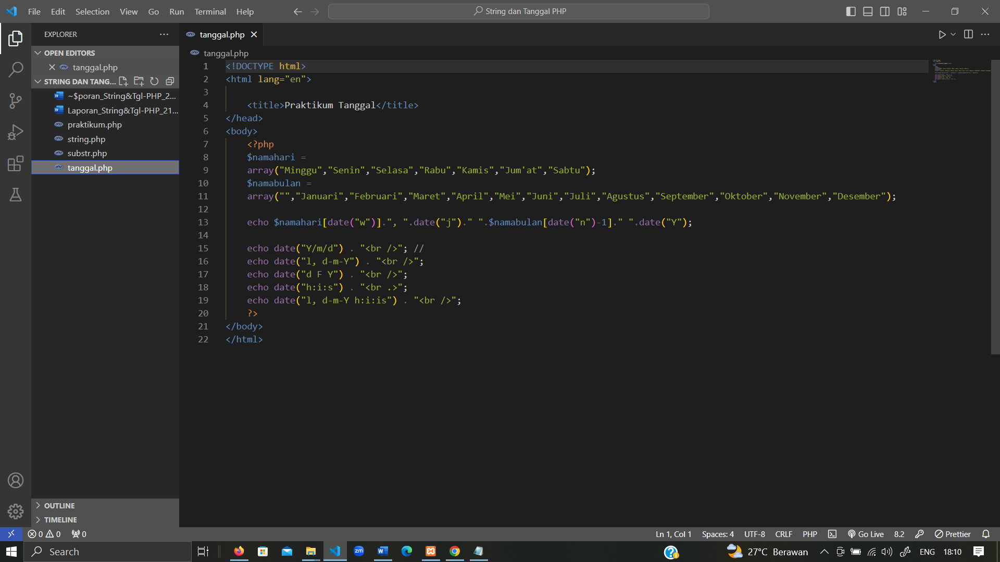 File Edit Selection View Go Run Terminal Help
String dan Tanggal PHP
EXPLORER
OPEN EDITORS
tanggal.php
STRING DAN TANG...
~$poran_String&Tgl-PHP_2...
Laporan_String&Tgl-PHP_21...
praktikum.php
string.php
substr.php
tanggal.php
OUTLINE
TIMELINE
tanggal.php
tanggal.php
1 <!DOCTYPE html>
2 <html lang="en">
3
4 <title>Praktikum Tanggal</title>
5 </head>
6 <body>
7 <?php
8 $namahari =
9 array("Minggu","Senin","Selasa","Rabu","Kamis","Jum'at","Sabtu");
10 $namabulan =
11 array("","Januari","Februari","Maret","April","Mei","Juni","Juli","Agustus","September","Oktober","November","Desember");
12
13 echo $namahari[date("w")].", ".date("j")." ".$namabulan[date("n")-1]." ".date("Y");
14
15 echo date("Y/m/d") . "<br />"; //
16 echo date("l, d-m-Y") . "<br />";
17 echo date("d F Y") . "<br />";
18 echo date("h:i:s") . "<br .>";
19 echo date("l, d-m-Y h:i:is") . "<br />";
20 ?>
21 </body>
22 </html>
0 0 0
Ln 1, Col 1 Spaces: 4 UTF-8 CRLF PHP Go Live 8.2 Prettier
Search
27°C Berawan ENG 18:10